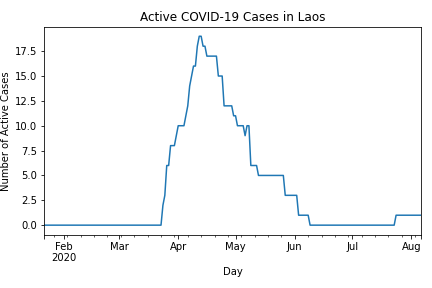 Active COVID-19 Cases in Laos
Number of Active Cases
17.5
15.0
12.5
10.0
7.5
5.0
2.5
0.0
Feb Mar Apr May Jun Jul Aug
2020
Day